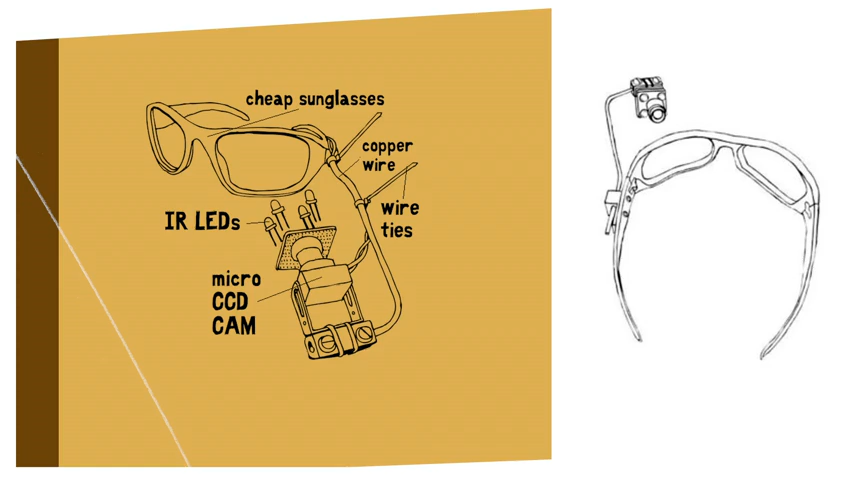 cheap sunglasses
copper
wire
wire
ties
IR LEDs
micro
CCD
CAM